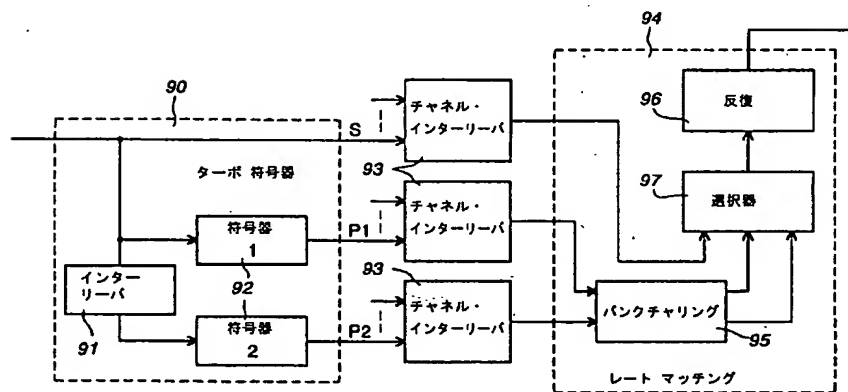 94
90
96
反復
S
チャネル・
インターリーバ
93
ターボ 符号器
97
選択器
P1
チャネル・
インターリーバ
符号器
1
92
インター
リーバ
91
93
P2
チャネル・
インターリーバ
符号器
2
パンクチャリング
95
レート マッチング